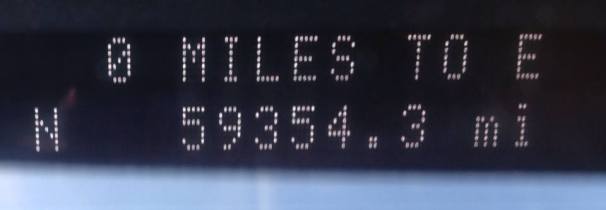 0 MILES TO E
N 59354.3 mi